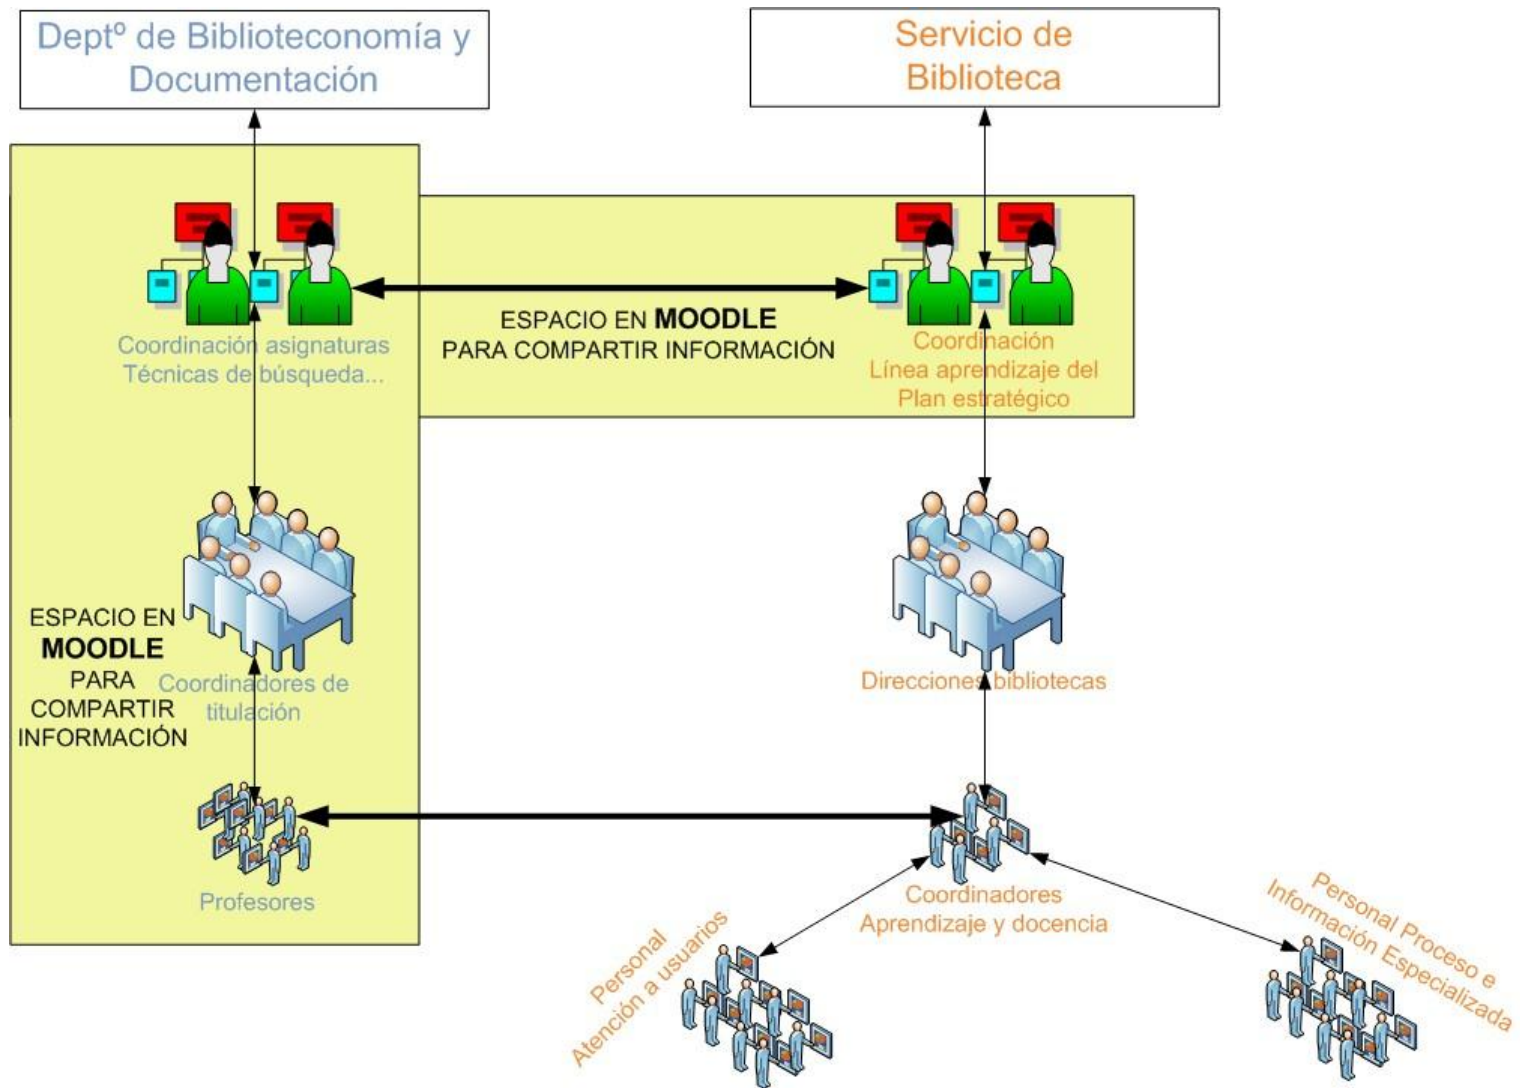 Deptº de Biblioteconomía y
Documentación
Servicio de
Biblioteca
Coordinación asignaturas
Técnicas de búsqueda...
ESPACIO EN MOODLE
PARA COMPARTIR INFORMACIÓN
Coordinación
Línea aprendizaje del
Plan estratégico
ESPACIO EN
MOODLE
PARA
COMPARTIR
INFORMACIÓN
Coordinadores de
titulación
Direcciones bibliotecas
Profesores
Coordinadores
Aprendizaje y docencia
Personal
Atención a usuarios
Personal Proceso e
Información Especializada